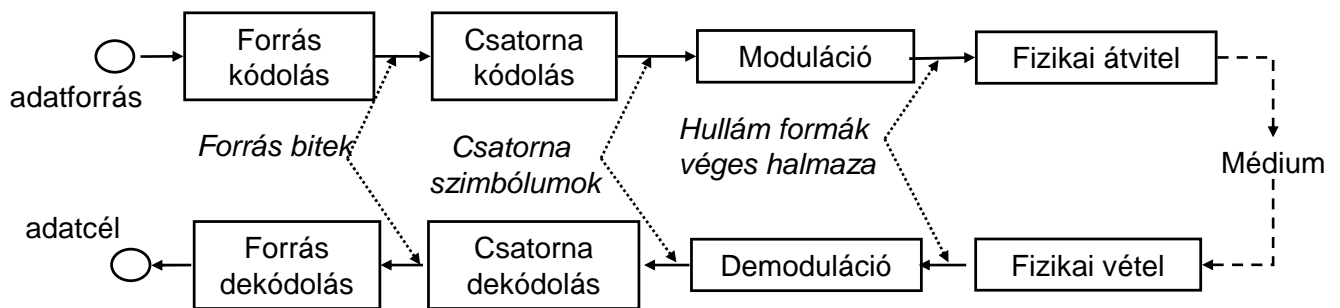 Forrás
kódolás
Csatorna
kódolás
Moduláció
Fizikai átvitel
adatforrás
Forrás bitek
Csatorna
szimbólumok
Hullám formák
véges halmaza
Médium
adatcél
Forrás
dekódolás
Csatorna
dekódolás
Demoduláció
Fizikai vétel